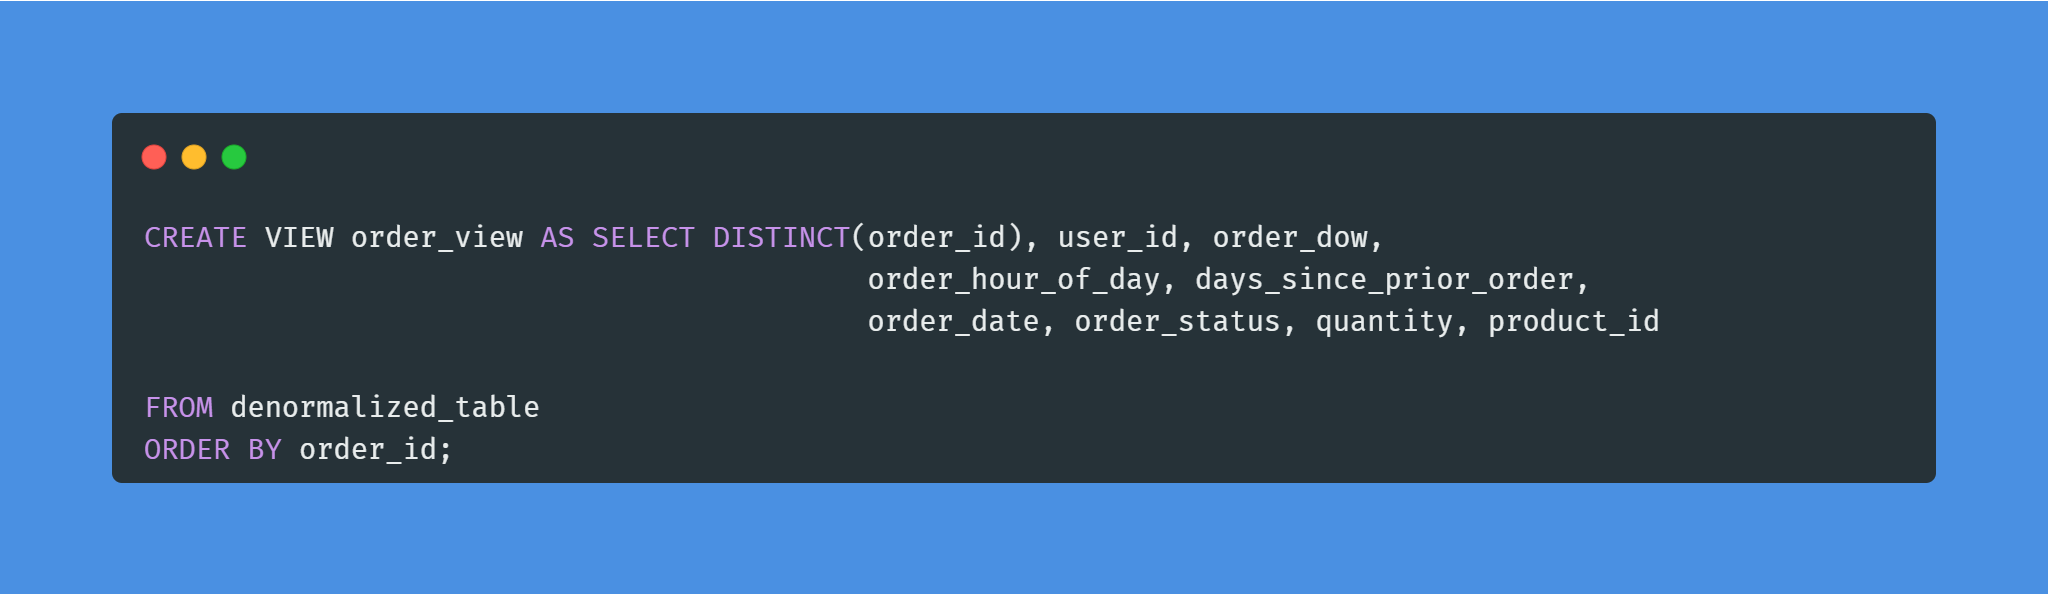 CREATE VIEW order_view AS SELECT DISTINCT(order_id), user_id, order_dow,
order_hour_of_day, days_since_prior_order,
order_date, order_status, quantity, product_id
FROM denormalized_table
ORDER BY order_id;